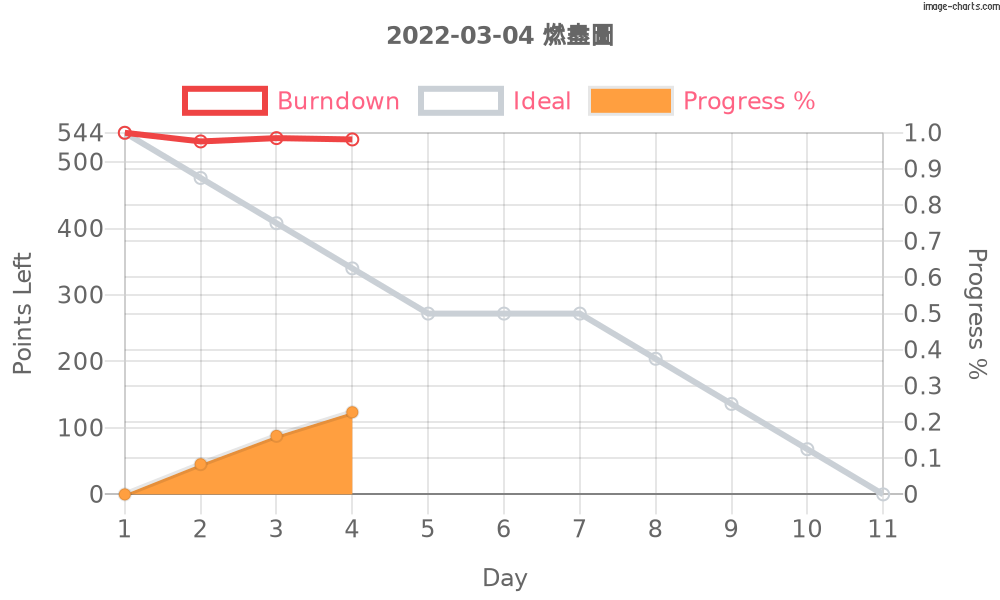 image-charts.com
2022-03-04 燃盡圖
Burndown Ideal Progress %
544
500
400
300
200
100
0
Points Left
1.0
0.9
0.8
0.7
0.6
0.5
0.4
0.3
0.2
0.1
0
Progress %
1 2 3 4 5 6 7 8 9 10 11
Day